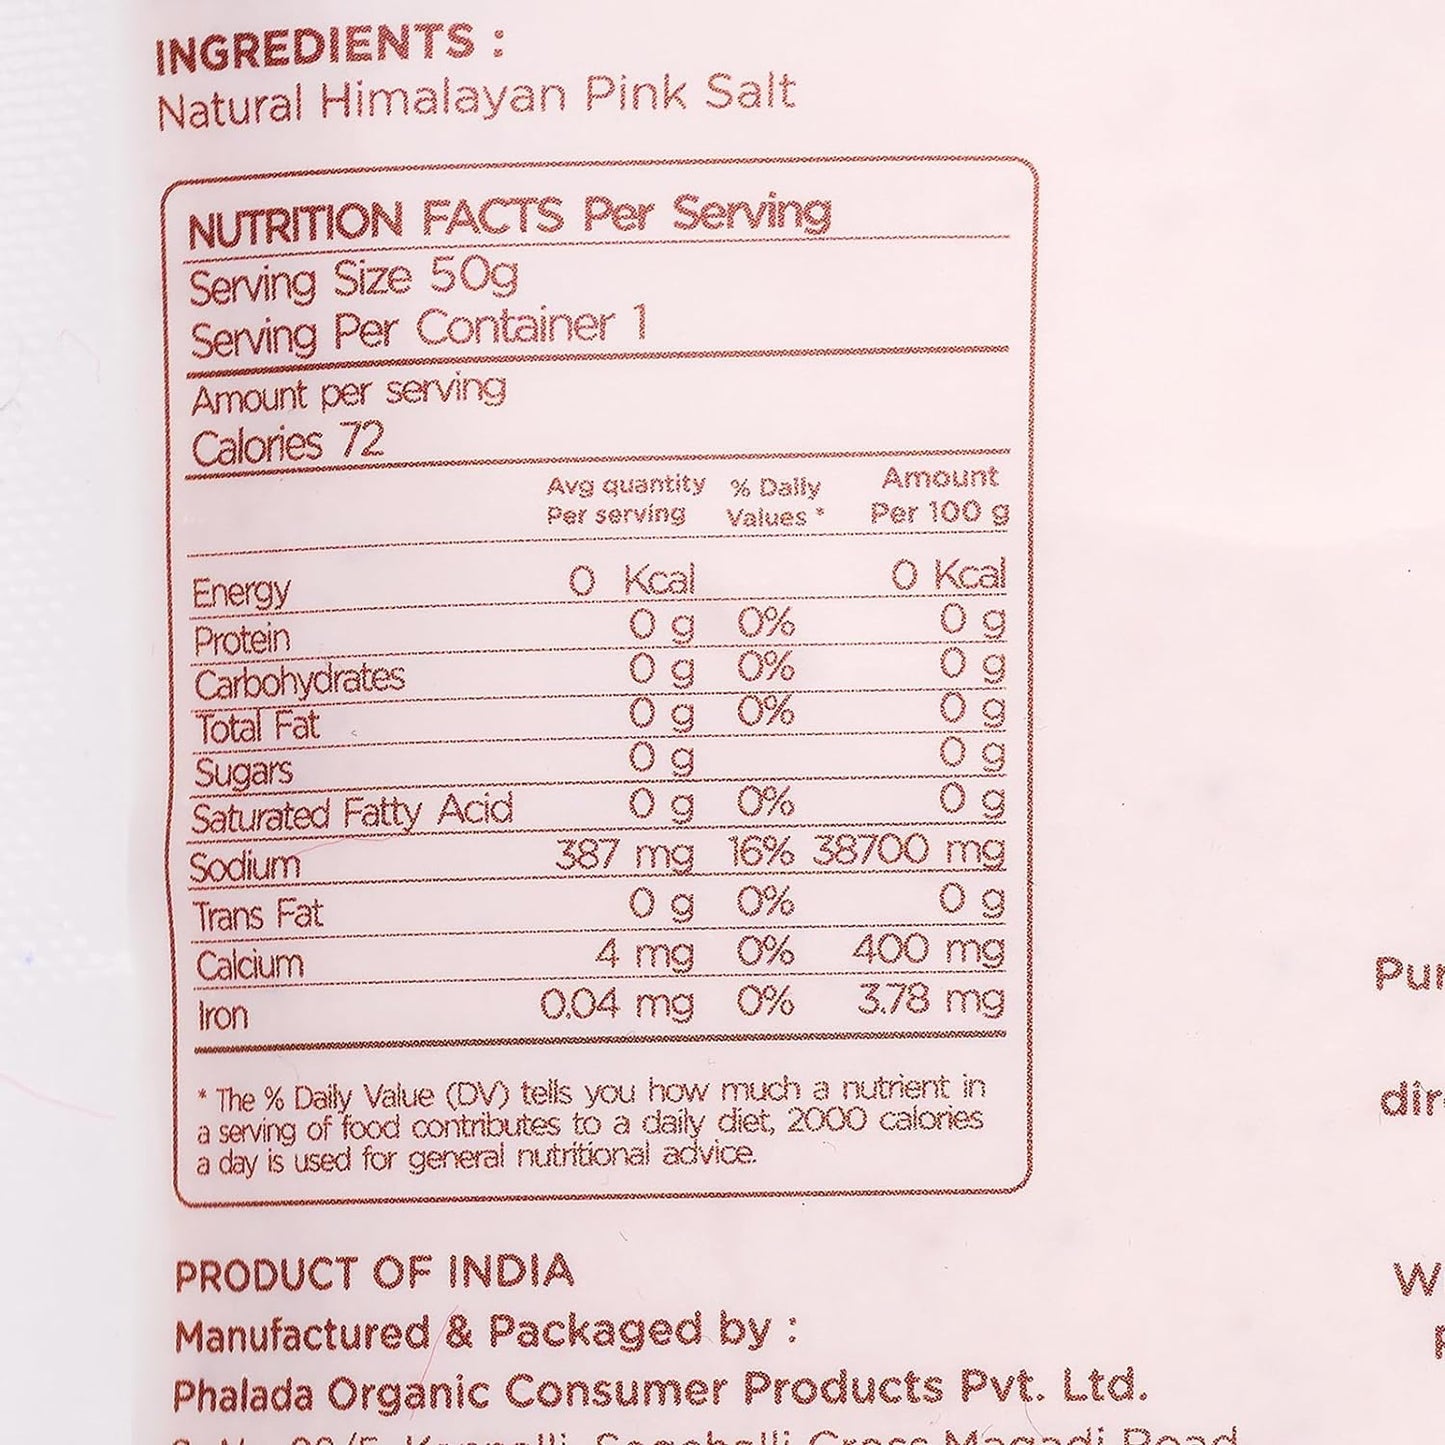 INGREDIENTS :
Natural Himalayan Pink Salt
NUTRITION FACTS Per Serving
Serving Size 50g
Serving Per Container 1
Amount per serving
Calories 72
Avg quantity Per serving % Daily Values * Amount Per 100 g
Energy 0 Kcal 0 Kcal
Protein 0 g 0% 0 g
Carbohydrates 0 g 0% 0 g
Total Fat 0 g 0% 0 g
Sugars 0 g 0 g
Saturated Fatty Acid 0 g 0% 0 g
Sodium 387 mg 16% 38700 mg
Trans Fat 0 g 0% 0 g
Calcium 4 mg 0% 400 mg
Iron 0.04 mg 0% 3.78 mg
* The % Daily Value (DV) tells you how much a nutrient in
a serving of food contributes to a daily diet, 2000 calories
a day is used for general nutritional advice.
PRODUCT OF INDIA
Manufactured & Packaged by :
Phalada Organic Consumer Products Pvt. Ltd.
Cross Magadi Road